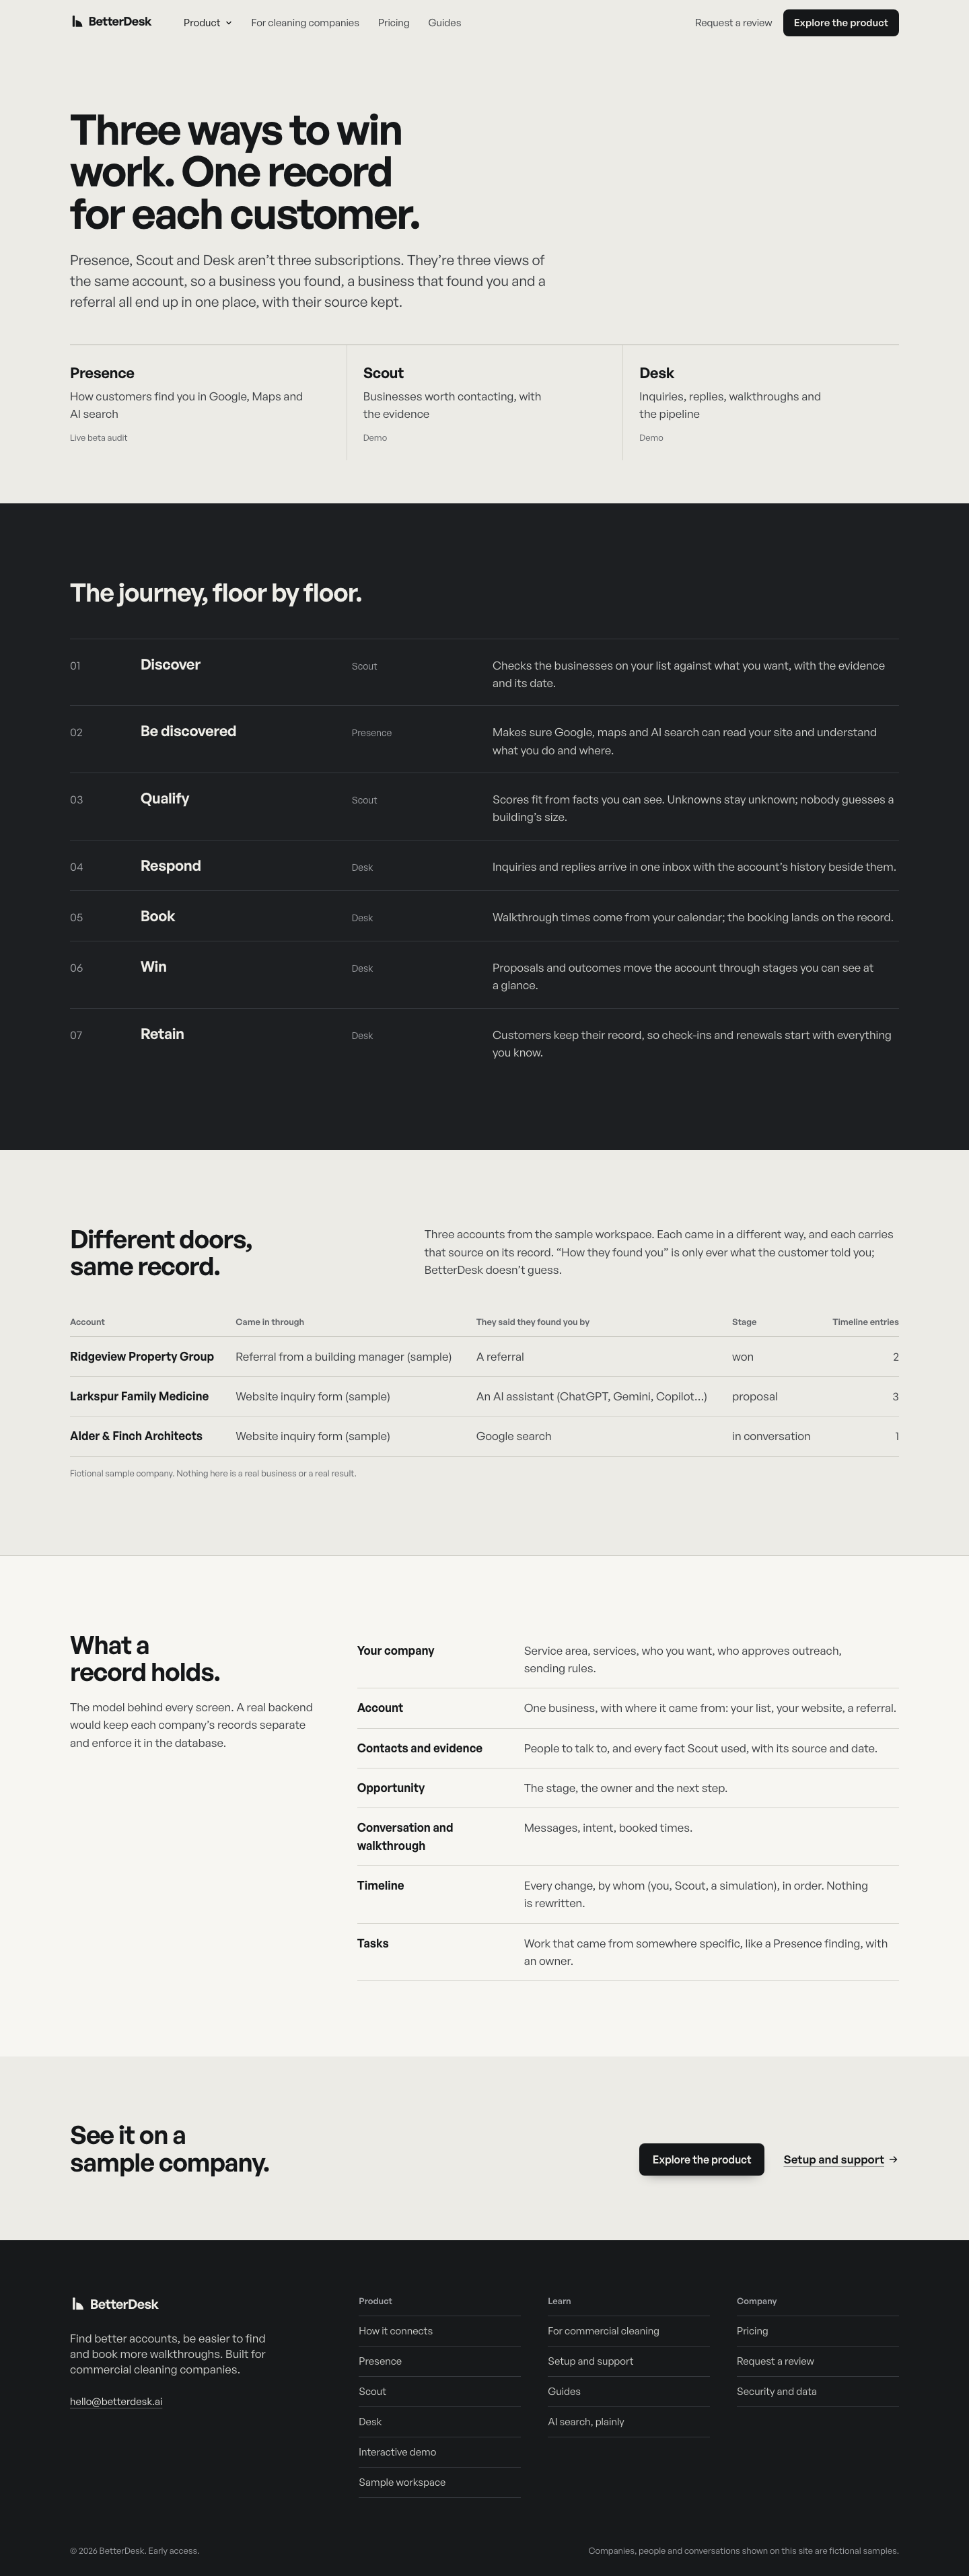 BetterDesk
Product
For cleaning companies
Pricing
Guides
Request a review
Explore the product
Three ways to win
work. One record
for each customer.
Presence, Scout and Desk aren’t three subscriptions. They’re three views of
the same account, so a business you found, a business that found you and a
referral all end up in one place, with their source kept.
Presence
How customers find you in Google, Maps and
AI search
Live beta audit
Scout
Businesses worth contacting, with
the evidence
Demo
Desk
Inquiries, replies, walkthroughs and
the pipeline
Demo
The journey, floor by floor.
01 Discover Scout Checks the businesses on your list against what you want, with the evidence
and its date.
02 Be discovered Presence Makes sure Google, maps and AI search can read your site and understand
what you do and where.
03 Qualify Scout Scores fit from facts you can see. Unknowns stay unknown; nobody guesses a
building’s size.
04 Respond Desk Inquiries and replies arrive in one inbox with the account’s history beside them.
05 Book Desk Walkthrough times come from your calendar; the booking lands on the record.
06 Win Desk Proposals and outcomes move the account through stages you can see at
a glance.
07 Retain Desk Customers keep their record, so check-ins and renewals start with everything
you know.
Different doors,
same record.
Three accounts from the sample workspace. Each came in a different way, and each carries
that source on its record. “How they found you” is only ever what the customer told you;
BetterDesk doesn’t guess.
Account Came in through They said they found you by Stage Timeline entries
Ridgeview Property Group Referral from a building manager (sample) A referral won 2
Larkspur Family Medicine Website inquiry form (sample) An AI assistant (ChatGPT, Gemini, Copilot…) proposal 3
Alder & Finch Architects Website inquiry form (sample) Google search in conversation 1
Fictional sample company. Nothing here is a real business or a real result.
What a
record holds.
The model behind every screen. A real backend
would keep each company’s records separate
and enforce it in the database.
Your company Service area, services, who you want, who approves outreach,
sending rules.
Account One business, with where it came from: your list, your website, a referral.
Contacts and evidence People to talk to, and every fact Scout used, with its source and date.
Opportunity The stage, the owner and the next step.
Conversation and Messages, intent, booked times.
walkthrough
Timeline Every change, by whom (you, Scout, a simulation), in order. Nothing
is rewritten.
Tasks Work that came from somewhere specific, like a Presence finding, with
an owner.
See it on a
sample company.
Explore the product
Setup and support →
BetterDesk
Find better accounts, be easier to find
and book more walkthroughs. Built for
commercial cleaning companies.
hello@betterdesk.ai
Product
How it connects
Presence
Scout
Desk
Interactive demo
Sample workspace
Learn
For commercial cleaning
Setup and support
Guides
AI search, plainly
Company
Pricing
Request a review
Security and data
© 2026 BetterDesk. Early access.
Companies, people and conversations shown on this site are fictional samples.